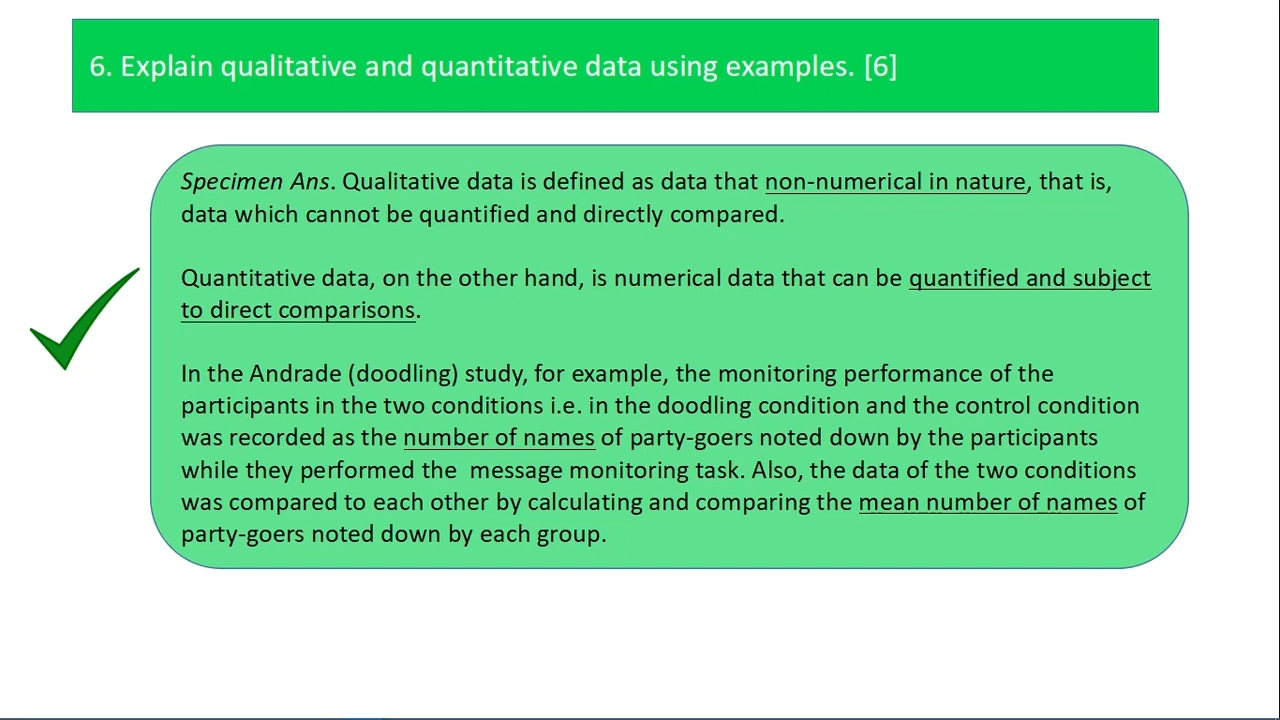 6. Explain qualitative and quantitative data using examples. [6]
Specimen Ans. Qualitative data is defined as data that non-numerical in nature, that is,
data which cannot be quantified and directly compared.
Quantitative data, on the other hand, is numerical data that can be quantified and subject
to direct comparisons.
In the Andrade (doodling) study, for example, the monitoring performance of the
participants in the two conditions i.e. in the doodling condition and the control condition
was recorded as the number of names of party-goers noted down by the participants
while they performed the  message monitoring task. Also, the data of the two conditions
was compared to each other by calculating and comparing the mean number of names of
party-goers noted down by each group.